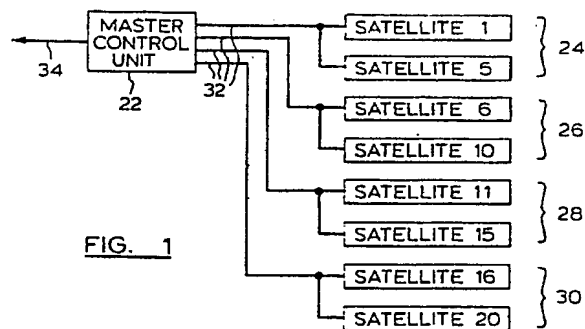 MASTER
CONTROL
UNIT
34
22
32
SATELLITE 1
SATELLITE 5
24
SATELLITE 6
SATELLITE 10
26
SATELLITE 11
SATELLITE 15
28
SATELLITE 16
SATELLITE 20
30
FIG. 1